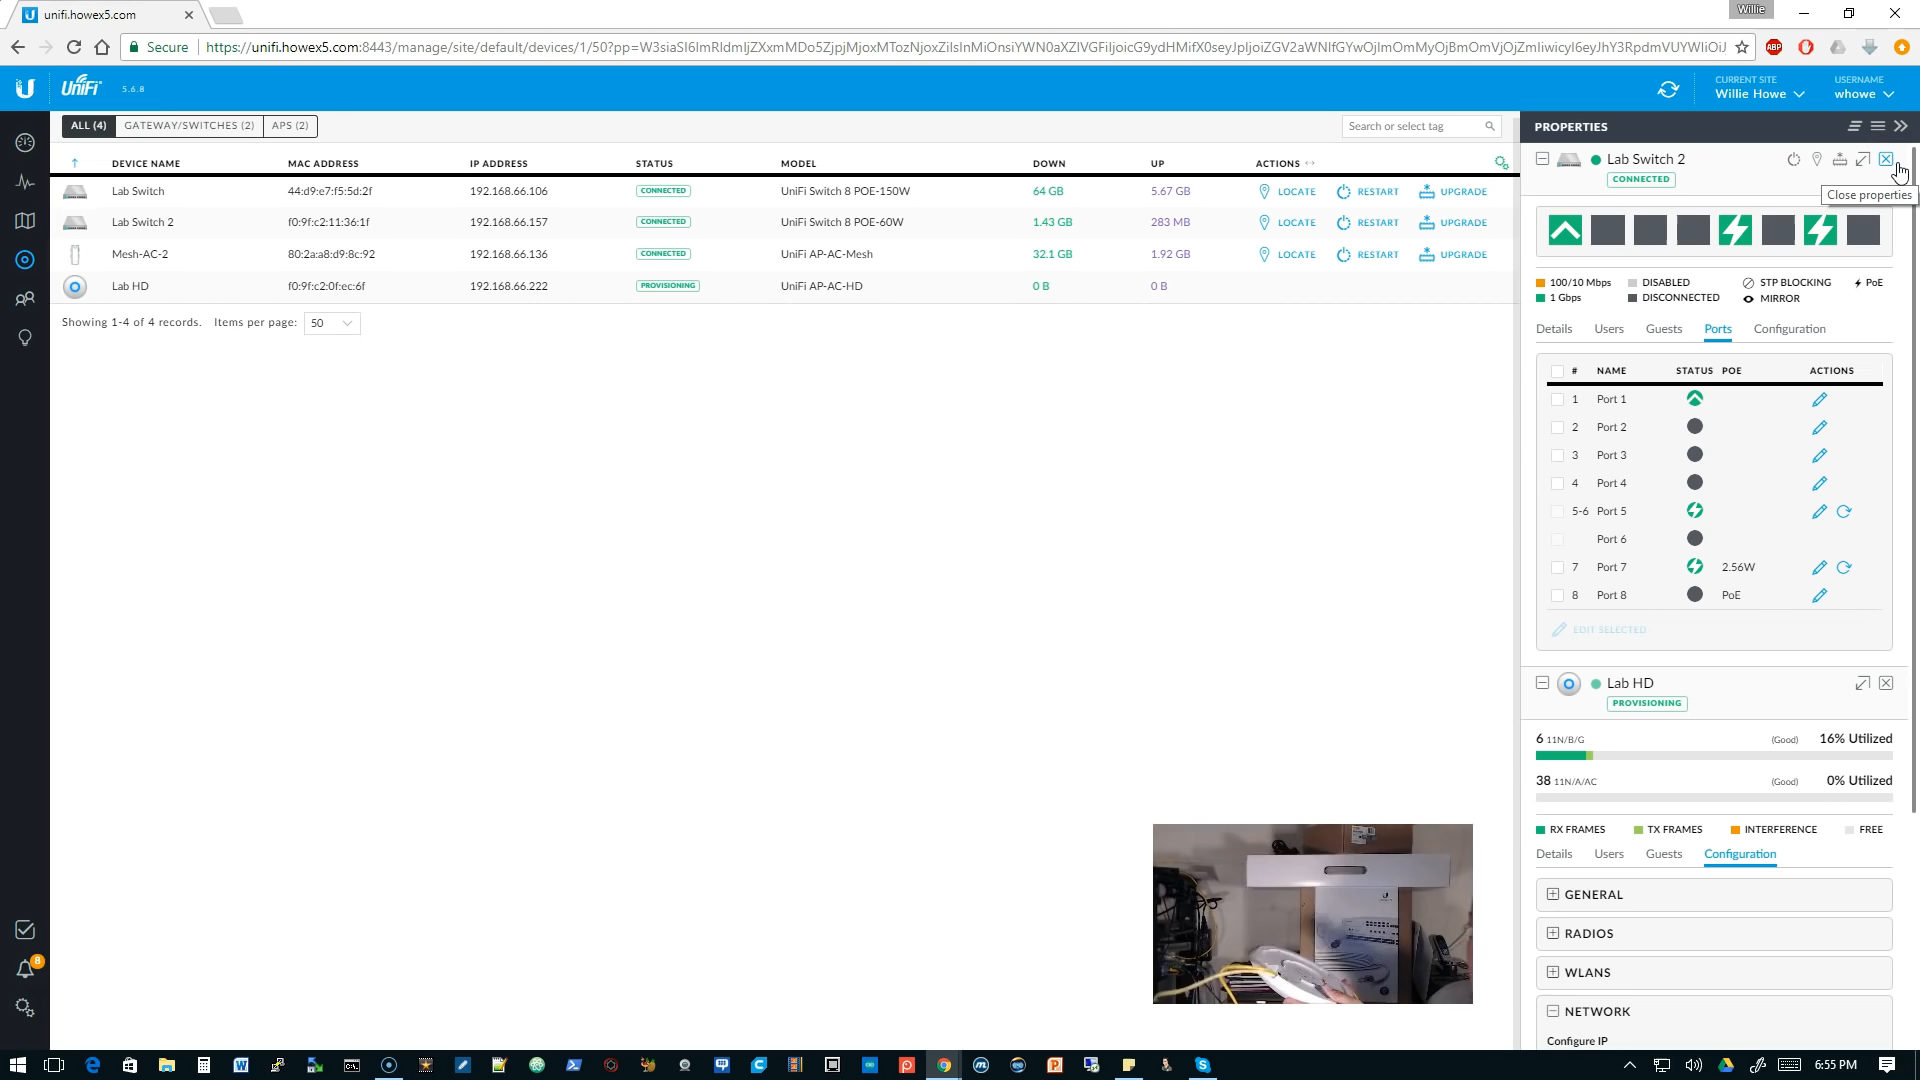 unifi.howex5.com
Willie
Secure
https://unifi.howex5.com:8443/manage/site/default/devices/1/50?pp=
UniFi
5.6.8
CURRENT SITE
Willie Howe
USERNAME
whowe
ALL (4)
GATEWAY/SWITCHES (2)
APS (2)
Search or select tag
DEVICE NAME MAC ADDRESS IP ADDRESS STATUS MODEL DOWN UP ACTIONS
Lab Switch 44:d9:e7:f5:5d:2f 192.168.66.106 CONNECTED UniFi Switch 8 POE-150W 64 GB 5.67 GB LOCATE RESTART UPGRADE
Lab Switch 2 f0:9f:c2:11:36:1f 192.168.66.157 CONNECTED UniFi Switch 8 POE-60W 1.43 GB 283 MB LOCATE RESTART UPGRADE
Mesh-AC-2 80:2a:a8:d9:8c:92 192.168.66.136 CONNECTED UniFi AP-AC-Mesh 32.1 GB 1.92 GB LOCATE RESTART UPGRADE
Lab HD f0:9f:c2:0f:ec:6f 192.168.66.222 PROVISIONING UniFi AP-AC-HD 0 B 0 B
Showing 1-4 of 4 records. Items per page: 50
PROPERTIES
Lab Switch 2
CONNECTED
Close properties
100/10 Mbps DISABLED STP BLOCKING PoE
1 Gbps DISCONNECTED MIRROR
Details Users Guests Ports Configuration
# NAME STATUS POE ACTIONS
1 Port 1
2 Port 2
3 Port 3
4 Port 4
5-6 Port 5
Port 6
7 Port 7 2.56W
8 Port 8 PoE
EDIT SELECTED
Lab HD
PROVISIONING
6 11N/B/G (Good) 16% Utilized
38 11N/A/AC (Good) 0% Utilized
RX FRAMES TX FRAMES INTERFERENCE FREE
Details Users Guests Configuration
GENERAL
RADIOS
WLANS
NETWORK
Configure IP
8
6:55 PM